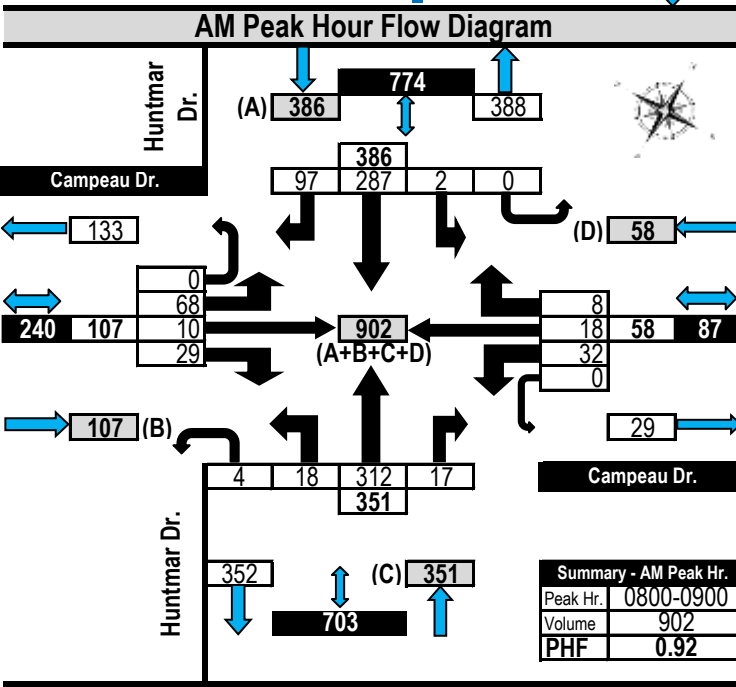 AM Peak Hour Flow Diagram
Huntmar
Dr.
774
(A) 386 388
386
97 287 2 0
Campeau Dr.
133
(D) 58
0
68
10
29
240 107
902
(A+B+C+D)
8
18
32
0
58 87
107 (B)
29
4 18 312 17
351
Campeau Dr.
Huntmar Dr.
352
(C) 351
703
Summary - AM Peak Hr.
Peak Hr. 0800-0900
Volume 902
PHF 0.92